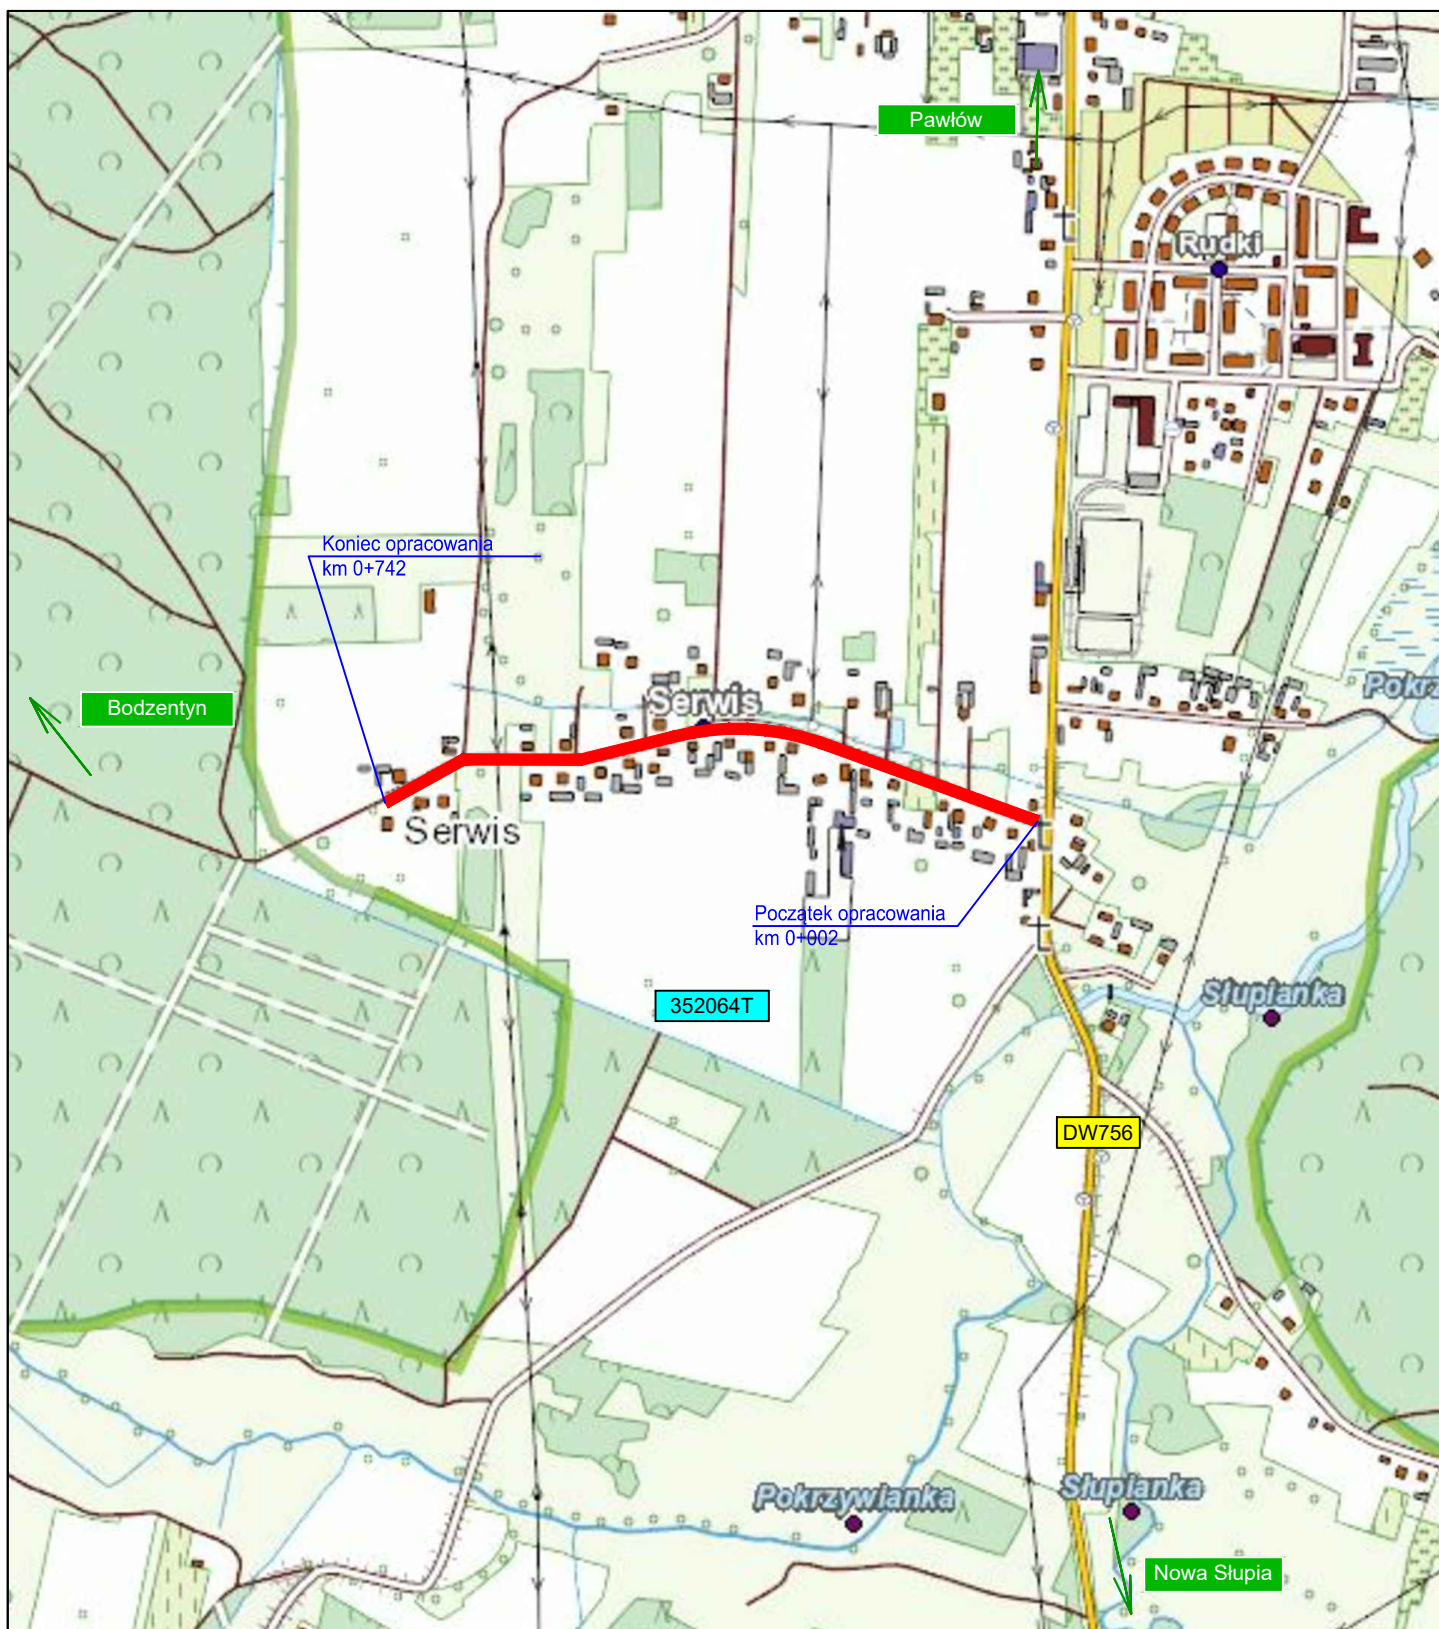 Pawłów
Rudki
Koniec opracowania
km 0+742
Pokrz
Bodzentyn
Serwis
Serwis
Początek opracowania
km 0+002
352064T
Słupianka
DW756
Pokrzywianka
Słupianka
Nowa Słupia